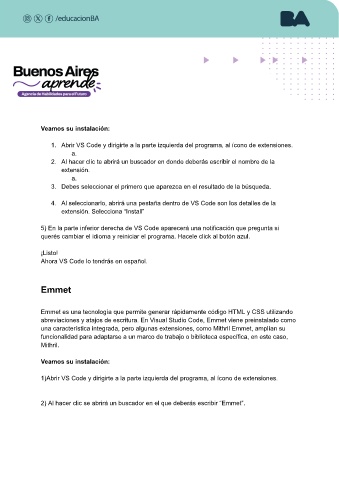 /educacionBA
BA
Buenos Aires
aprende
Agencia de Habilidades para el Futuro
Veamos su instalación:
1. Abrir VS Code y dirigirte a la parte izquierda del programa, al ícono de extensiones.
a.
2. Al hacer clic te abrirá un buscador en donde deberás escribir el nombre de la
extensión.
a.
3. Debes seleccionar el primero que aparezca en el resultado de la búsqueda.
4. Al seleccionarlo, abrirá una pestaña dentro de VS Code son los detalles de la
extensión. Selecciona "Install"
5) En la parte inferior derecha de VS Code aparecerá una notificación que pregunta si
querés cambiar el idioma y reiniciar el programa. Hacele click al botón azul.
¡Listo!
Ahora VS Code lo tendrás en español.
Emmet
Emmet es una tecnología que permite generar rápidamente código HTML y CSS utilizando
abreviaciones y atajos de escritura. En Visual Studio Code, Emmet viene preinstalado como
una característica integrada, pero algunas extensiones, como Mithril Emmet, amplían su
funcionalidad para adaptarse a un marco de trabajo o biblioteca específica, en este caso,
Mithril.
Veamos su instalación:
1)Abrir VS Code y dirigirte a la parte izquierda del programa, al ícono de extensiones
2) Al hacer clic se abrirá un buscador en el que deberás escribir "Emmet".